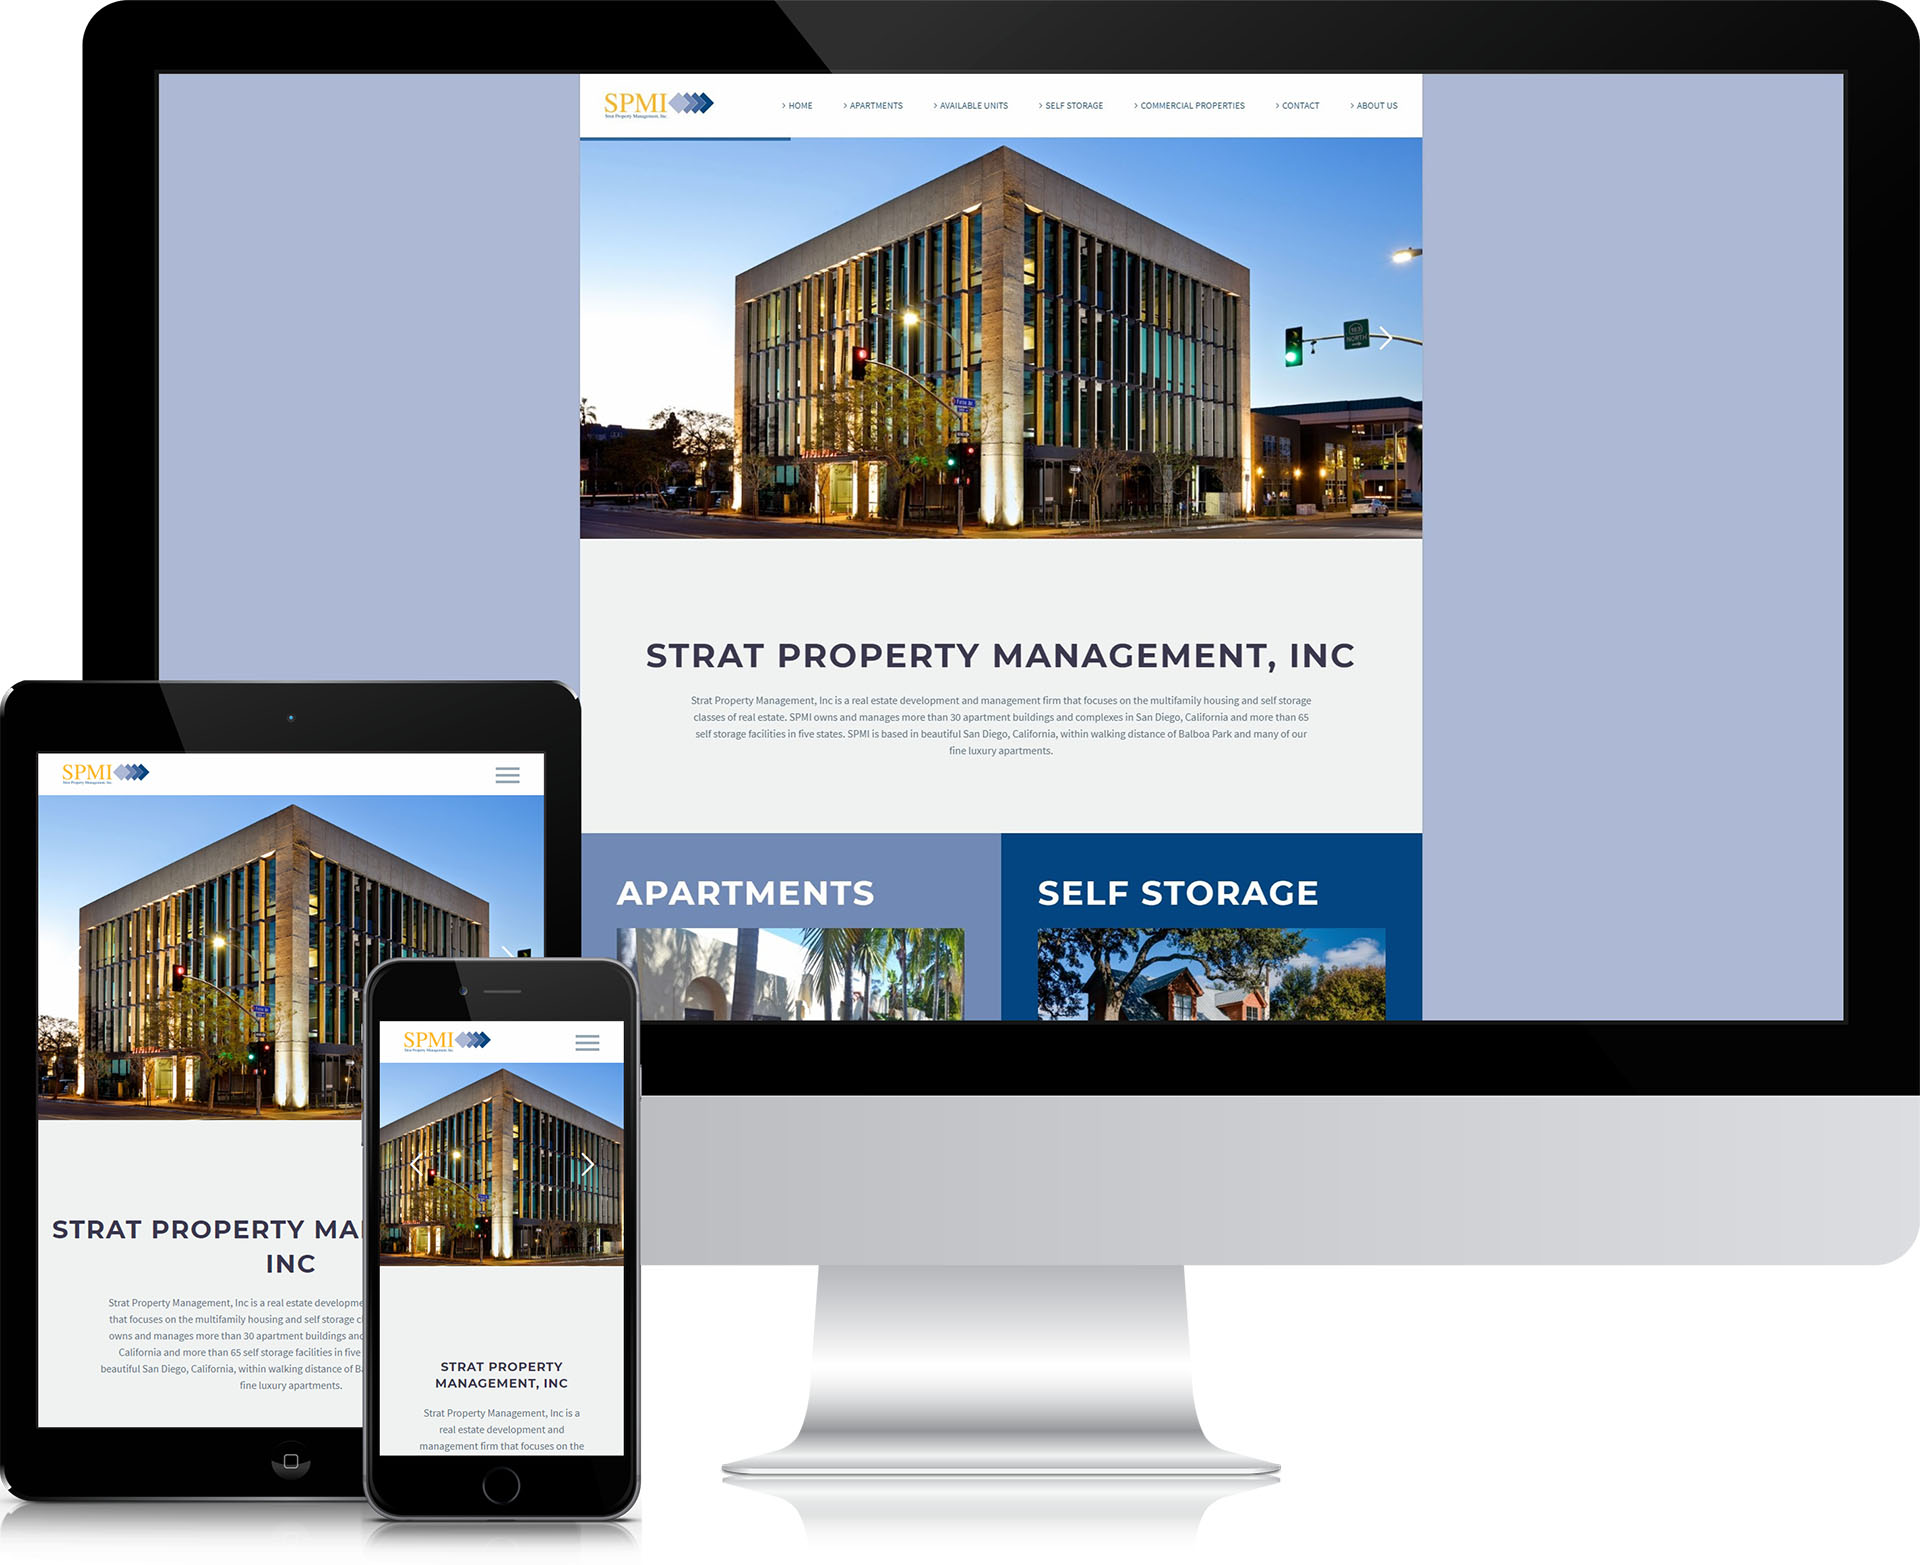 SPMI
Strat Property Management, Inc.
> HOME > APARTMENTS > AVAILABLE UNITS > SELF STORAGE > COMMERCIAL PROPERTIES > CONTACT > ABOUT US
163
NORTH
STRAT PROPERTY MANAGEMENT, INC
Strat Property Management, Inc is a real estate development and management firm that focuses on the multifamily housing and self storage
classes of real estate. SPMI owns and manages more than 30 apartment buildings and complexes in San Diego, California and more than 65
self storage facilities in five states. SPMI is based in beautiful San Diego, California, within walking distance of Balboa Park and many of our
fine luxury apartments.
APARTMENTS
SELF STORAGE
SPMI
Strat Property Management, Inc.
STRAT PROPERTY MA
INC
Strat Property Management, Inc is a real estate developme
that focuses on the multifamily housing and self storage c
owns and manages more than 30 apartment buildings and
California and more than 65 self storage facilities in five
beautiful San Diego, California, within walking distance of B
fine luxury apartments.
SPMI
Strat Property Management, Inc.
STRAT PROPERTY
MANAGEMENT, INC
Strat Property Management, Inc is a
real estate development and
management firm that focuses on the